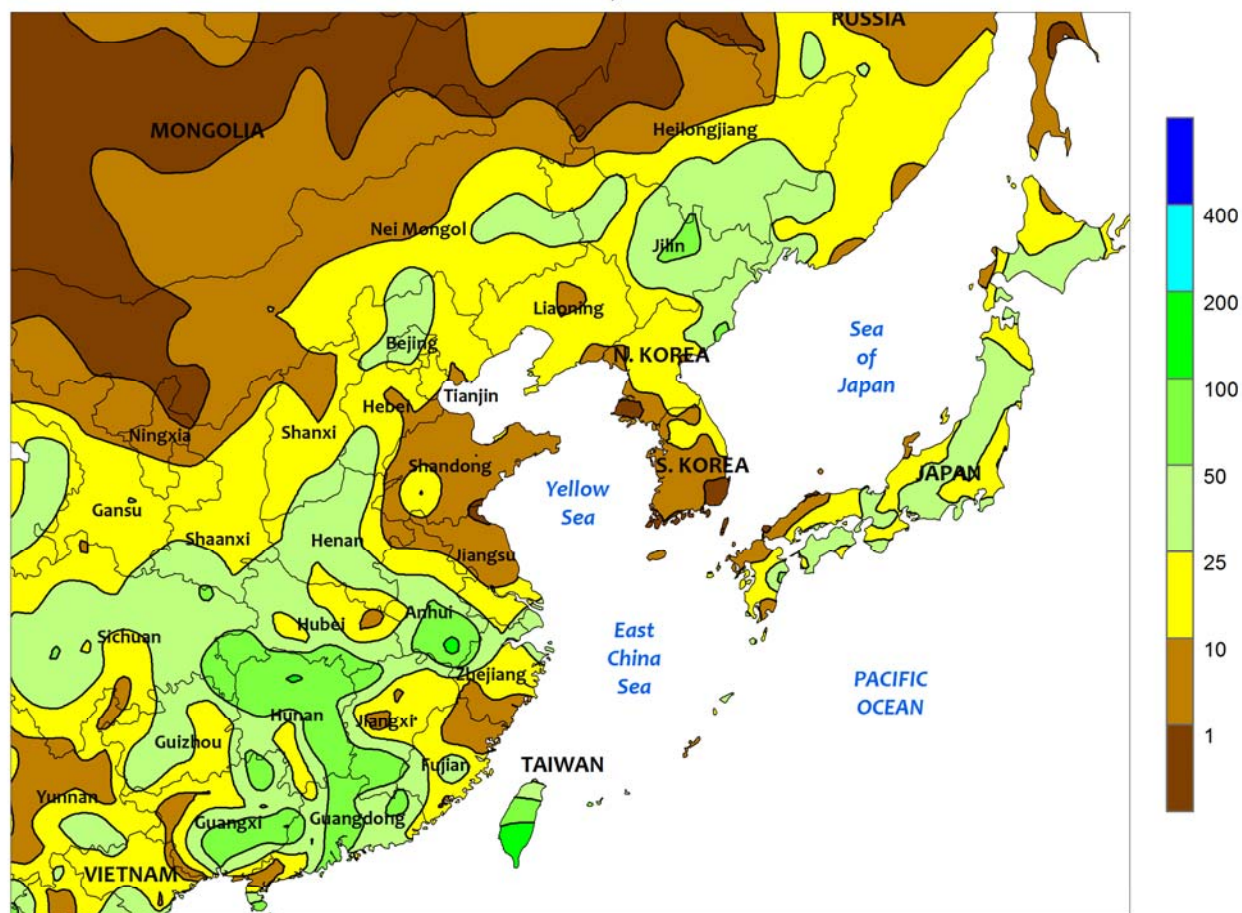 RUSSIA
MONGOLIA
Heilongjiang
Nei Mongol
Jilin
Liaoning
Bejing
N. KOREA
Sea
of
Japan
Tianjin
Hebei
Shanxi
Ningxia
Shandong
S. KOREA
JAPAN
Yellow
Sea
Gansu
Shaanxi
Henan
Jiangsu
Anhui
Hubei
Sichuan
East
China
Sea
Zhejiang
PACIFIC
OCEAN
Hunan
Jiangxi
Guizhou
Fujian
TAIWAN
Yunnan
Guangxi
Guangdong
VIETNAM
400
200
100
50
25
10
1